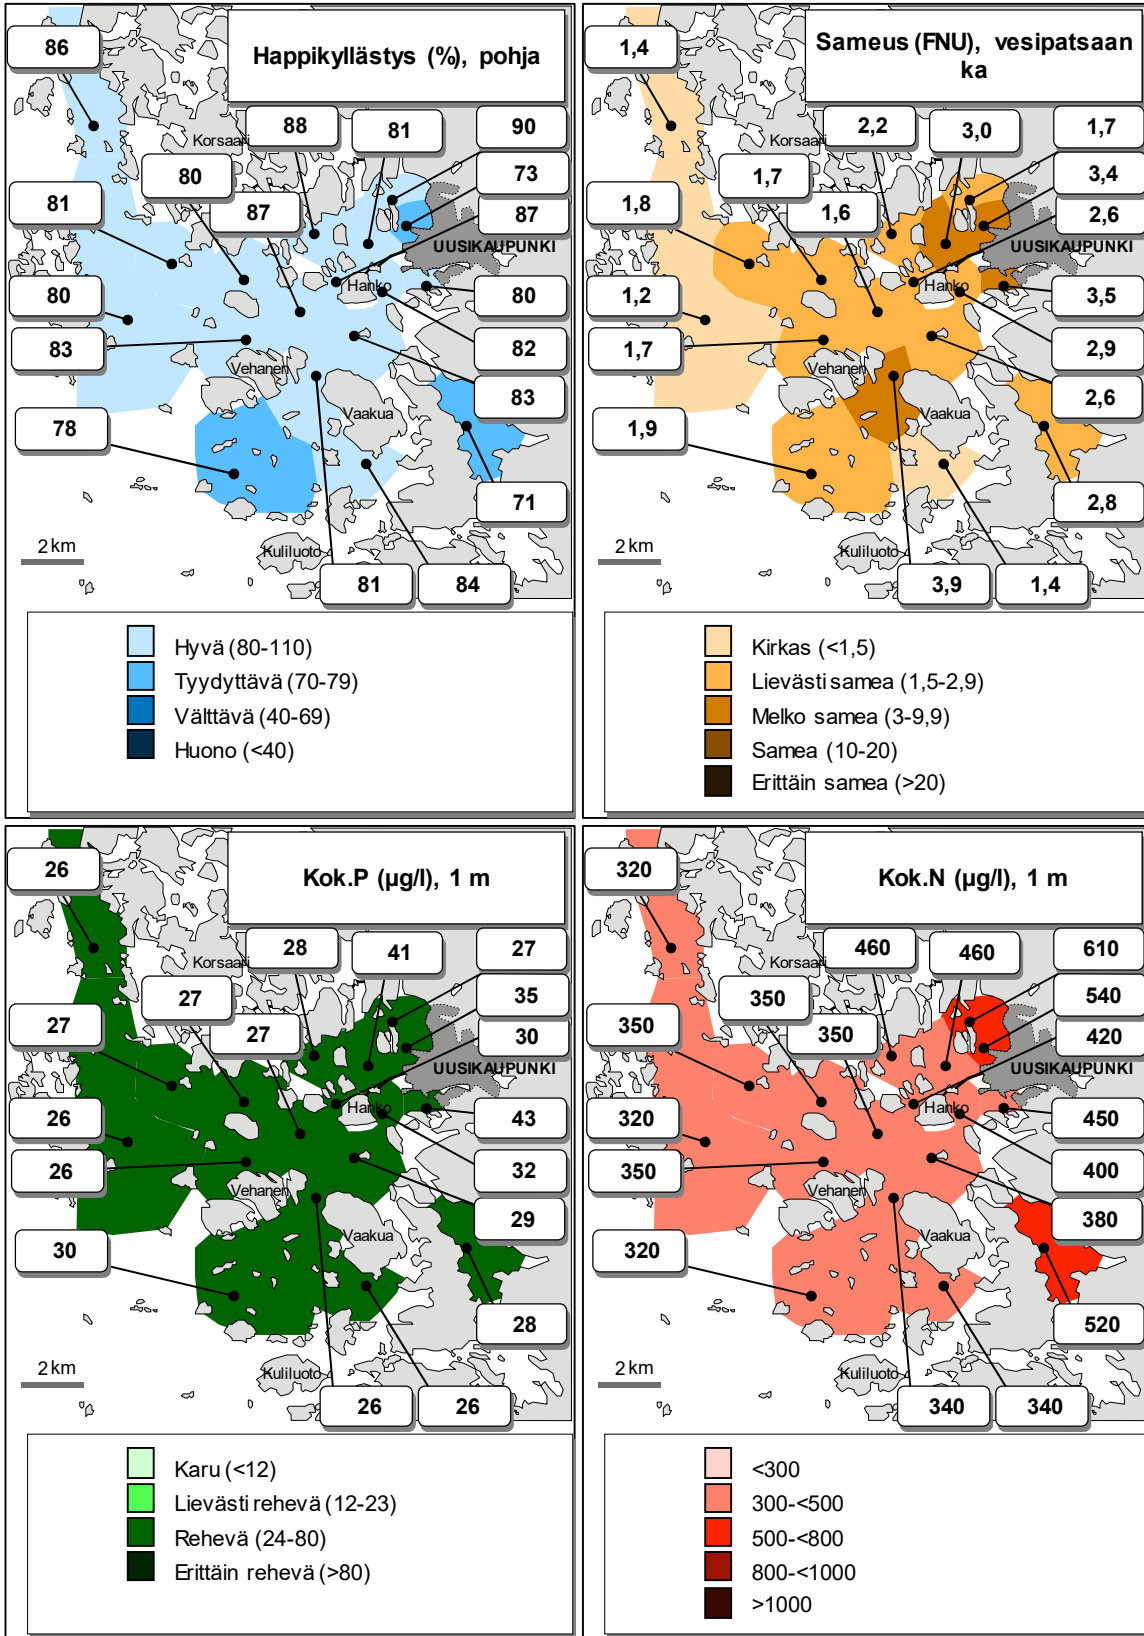 Happikyllästys (%), pohja
86
88
81
90
Korsaari
80
73
81
87
87
UUSIKAUPUNKI
80
Hanko
80
83
82
Vehanen
83
78
Vaakua
71
2 km
Kuliluoto
81
84
Hyvä (80-110)
Tyydyttävä (70-79)
Välttävä (40-69)
Huono (<40)
Sameus (FNU), vesipatsaan
ka
1,4
2,2
3,0
1,7
Korsaari
1,7
3,4
1,8
1,6
2,6
UUSIKAUPUNKI
1,2
Hanko
3,5
1,7
2,9
Vehanen
2,6
1,9
Vaakua
2,8
2 km
Kuliluoto
3,9
1,4
Kirkas (<1,5)
Lievästi samea (1,5-2,9)
Melko samea (3-9,9)
Samea (10-20)
Erittäin samea (>20)
Kok.P (µg/l), 1 m
26
28
41
27
Korsaari
27
35
27
27
30
UUSIKAUPUNKI
26
Hanko
43
26
32
Vehanen
29
30
Vaakua
28
2 km
Kuliluoto
26
26
Karu (<12)
Lievästi rehevä (12-23)
Rehevä (24-80)
Erittäin rehevä (>80)
Kok.N (µg/l), 1 m
320
460
460
610
Korsaari
350
540
350
350
420
UUSIKAUPUNKI
320
Hanko
450
350
400
Vehanen
380
320
Vaakua
520
2 km
Kuliluoto
340
340
<300
300-<500
500-<800
800-<1000
>1000